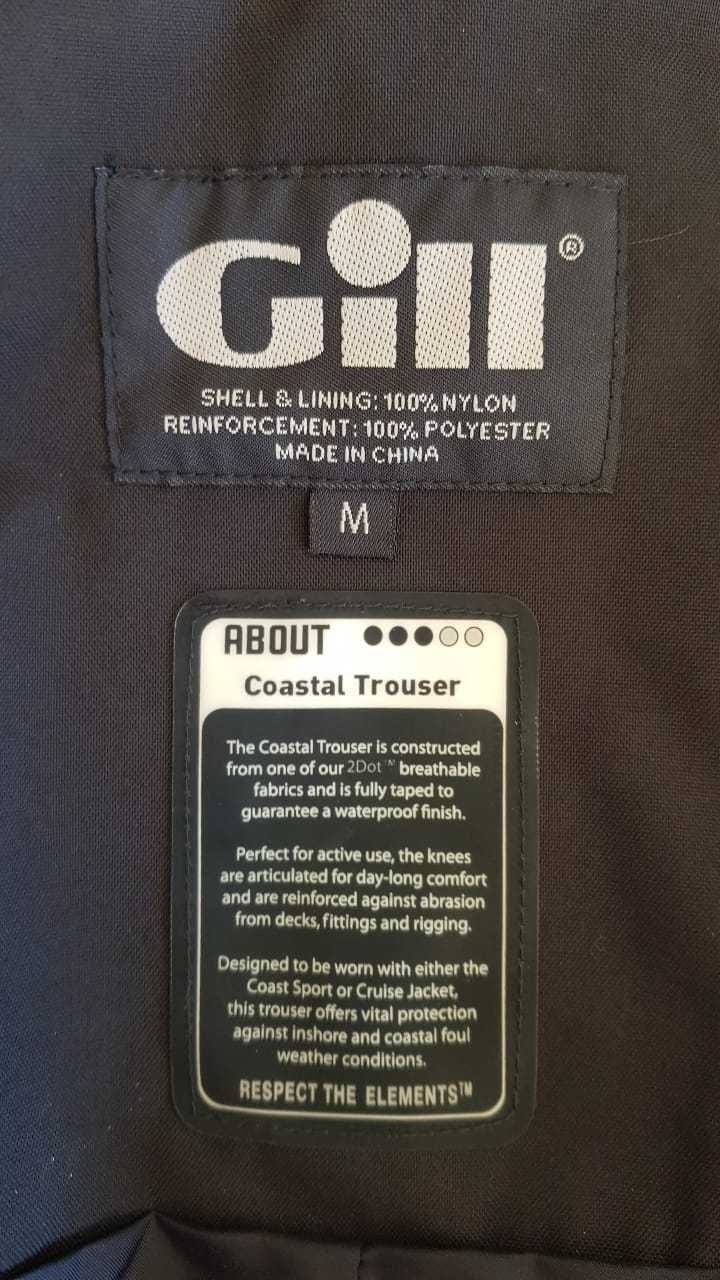 Gill®
SHELL & LINING: 100% NYLON
REINFORCEMENT: 100% POLYESTER
MADE IN CHINA
M
ABOUT
Coastal Trouser
The Coastal Trouser is constructed
from one of our 2Dot™ breathable
fabrics and is fully taped to
guarantee a waterproof finish.
Perfect for active use, the knees
are articulated for day-long comfort
and are reinforced against abrasion
from decks, fittings and rigging.
Designed to be worn with either the
Coast Sport or Cruise Jacket,
this trouser offers vital protection
against inshore and coastal foul
weather conditions.
RESPECT THE ELEMENTS™